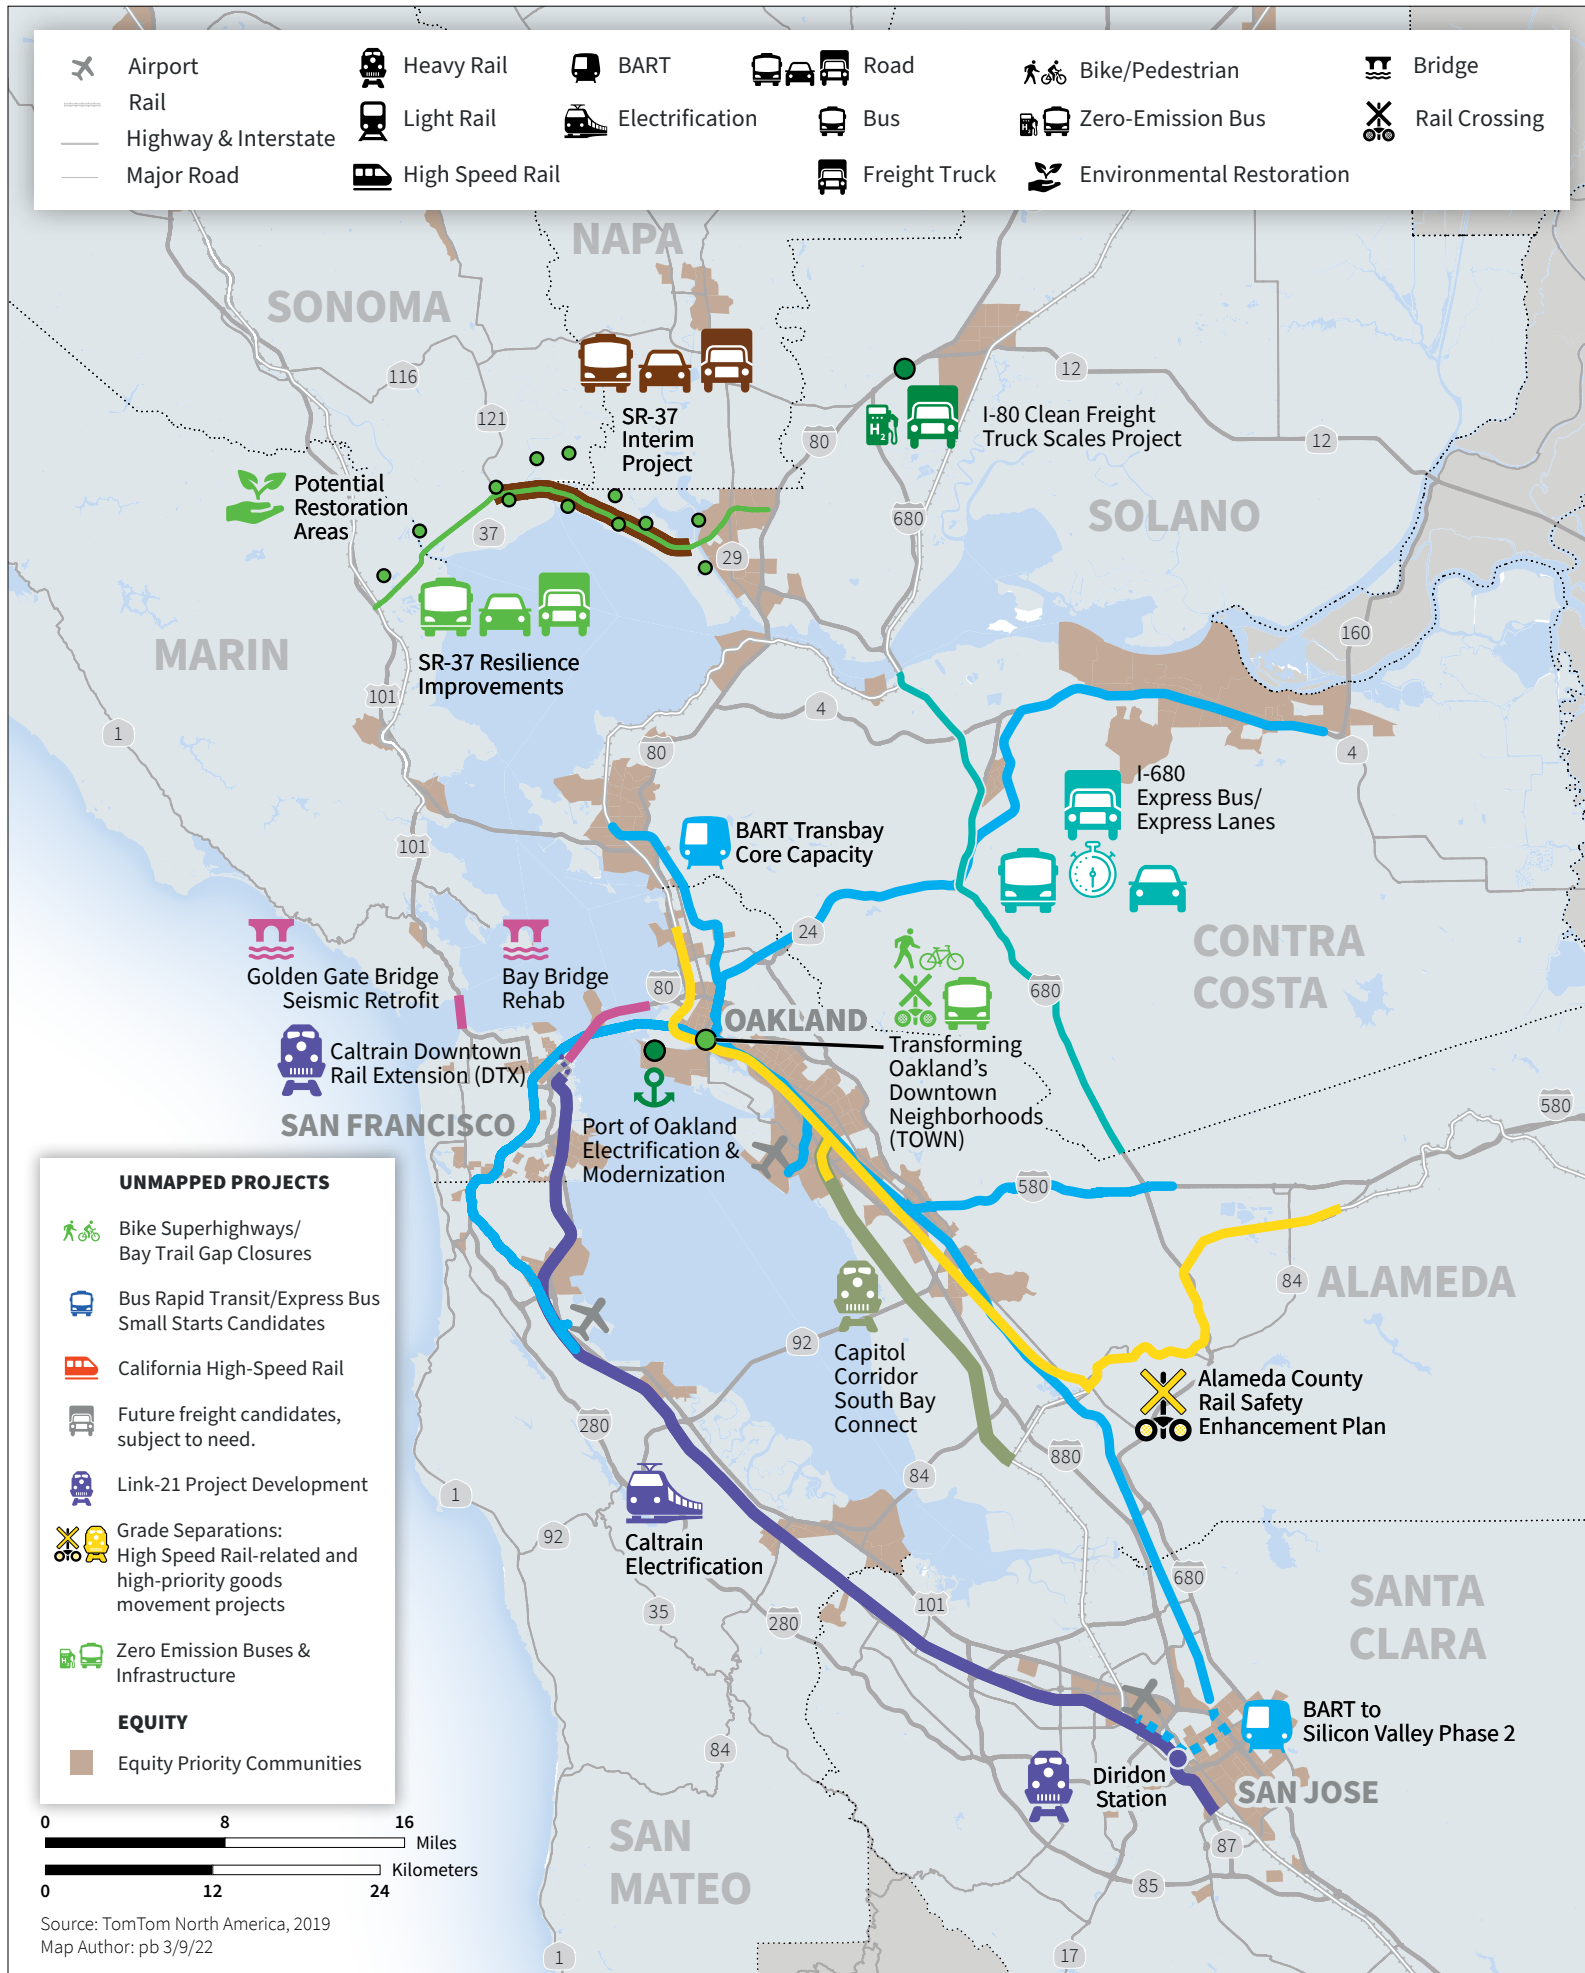 Airport
Rail
Highway & Interstate
Major Road
Heavy Rail
Light Rail
High Speed Rail
BART
Electrification
Road
Bus
Freight Truck
Bike/Pedestrian
Zero-Emission Bus
Environmental Restoration
Bridge
Rail Crossing
NAPA
SONOMA
116
121
SR-37
Interim
Project
H2
I-80 Clean Freight
Truck Scales Project
12
12
80
680
SOLANO
Potential
Restoration
Areas
37
29
MARIN
SR-37 Resilience
Improvements
160
101
1
4
4
80
I-680
Express Bus/
Express Lanes
BART Transbay
Core Capacity
101
24
CONTRA
COSTA
Golden Gate Bridge
Seismic Retrofit
Bay Bridge
Rehab
80
680
OAKLAND
Transforming
Oakland's
Downtown
Neighborhoods
(TOWN)
Caltrain Downtown
Rail Extension (DTX)
SAN FRANCISCO
Port of Oakland
Electrification &
Modernization
580
580
84
ALAMEDA
92
Capitol
Corridor
South Bay
Connect
Alameda County
Rail Safety
Enhancement Plan
280
880
84
1
92
Caltrain
Electrification
35
280
101
680
SANTA
CLARA
BART to
Silicon Valley Phase 2
84
Diridon
Station
SAN JOSE
87
85
SAN
MATEO
17
1
UNMAPPED PROJECTS
Bike Superhighways/
Bay Trail Gap Closures
Bus Rapid Transit/Express Bus
Small Starts Candidates
California High-Speed Rail
Future freight candidates,
subject to need.
Link-21 Project Development
Grade Separations:
High Speed Rail-related and
high-priority goods
movement projects
Zero Emission Buses &
Infrastructure
EQUITY
Equity Priority Communities
0 8 16
Miles
Kilometers
0 12 24
Source: TomTom North America, 2019
Map Author: pb 3/9/22